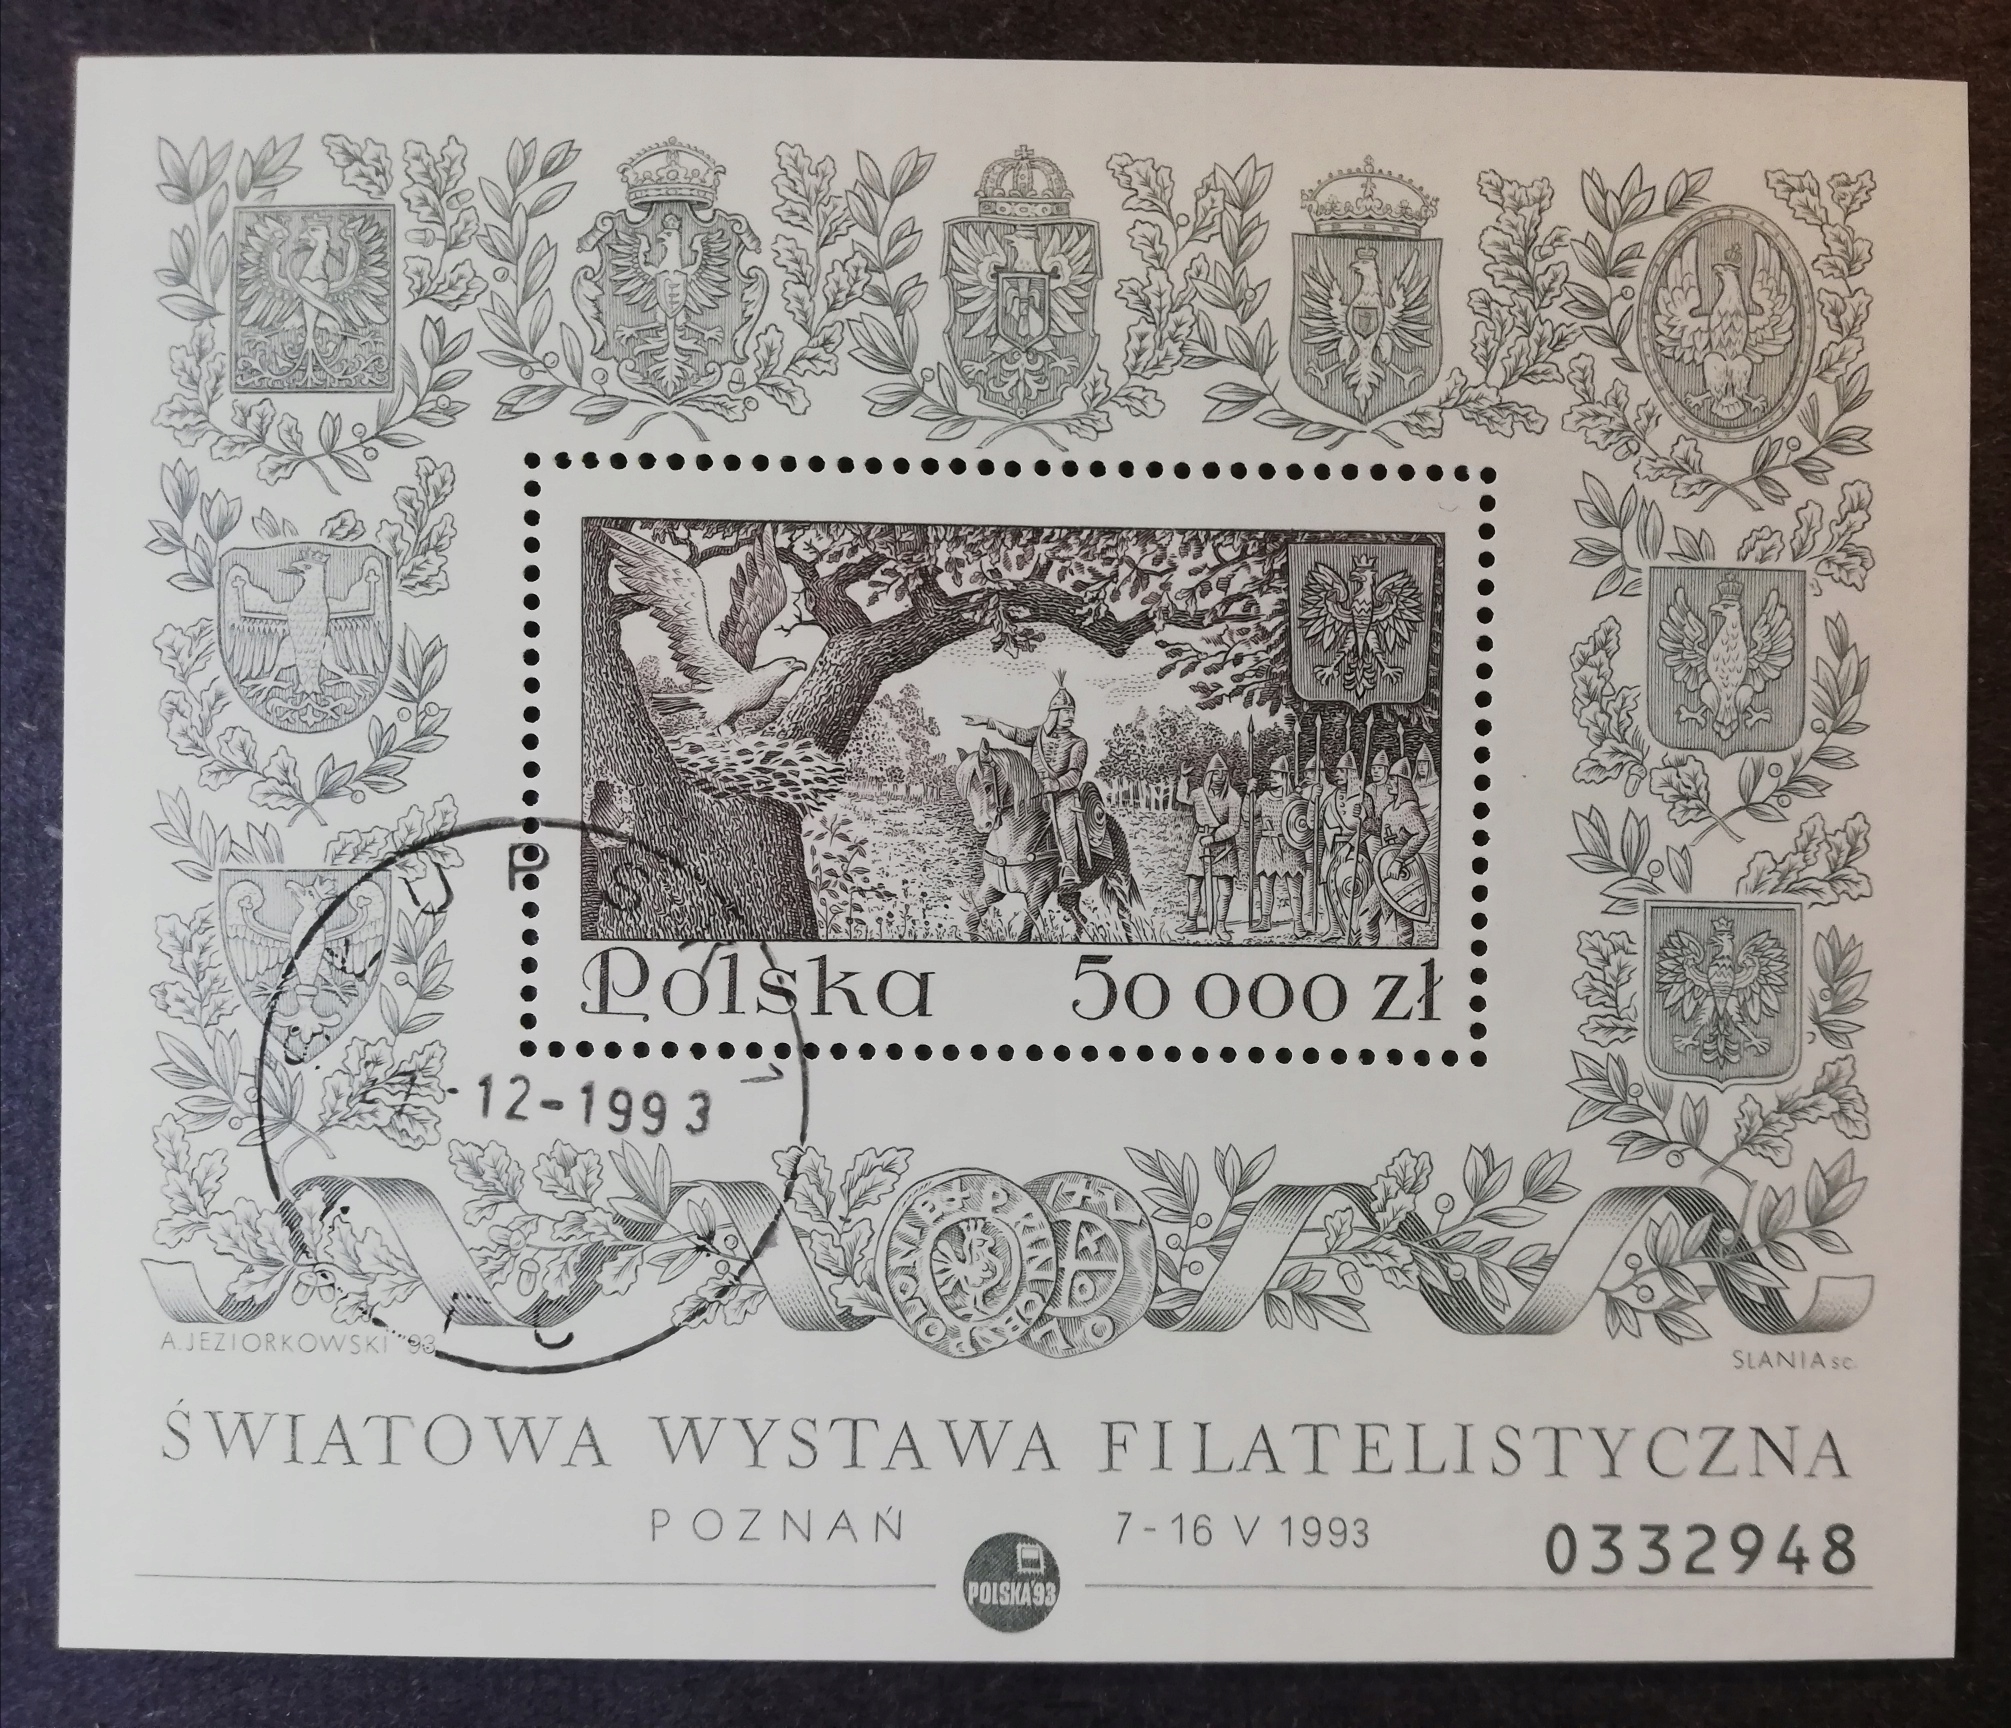 Polska 50 000 zł
U P S T
-12-1993
PRINC
A.JEZIORKOWSKI '93
SLANIA sc.
ŚWIATOWA WYSTAWA FILATELISTYCZNA
POZNAŃ 7-16 V 1993
0332948
POLSKA'93